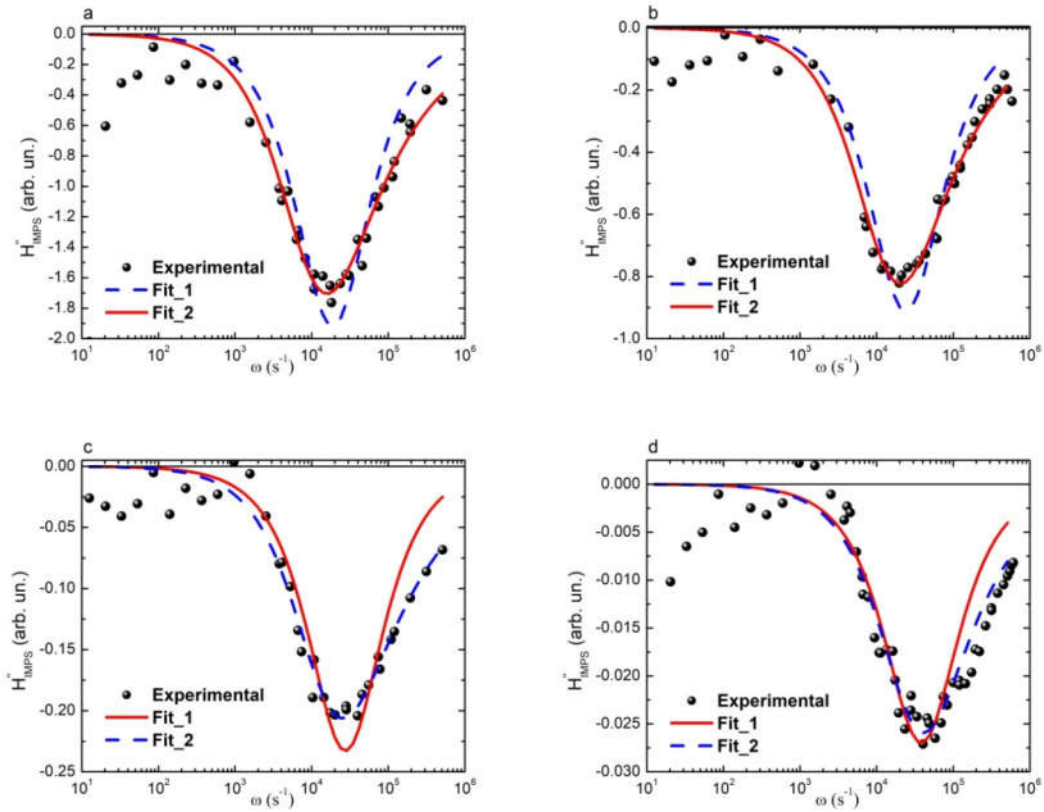 a
0.0
-0.2
-0.4
-0.6
-0.8
-1.0
-1.2
-1.4
-1.6
-1.8
-2.0
H"IMPS (arb. un.)
Experimental
Fit_1
Fit_2
10¹ 10² 10³ 10⁴ 10⁵ 10⁶
ω (s⁻¹)
b
0.0
-0.2
-0.4
-0.6
-0.8
-1.0
H"IMPS (arb. un.)
Experimental
Fit_1
Fit_2
10¹ 10² 10³ 10⁴ 10⁵ 10⁶
ω (s⁻¹)
c
0.00
-0.05
-0.10
-0.15
-0.20
-0.25
H"IMPS (arb. un.)
Experimental
Fit_1
Fit_2
10¹ 10² 10³ 10⁴ 10⁵ 10⁶
ω (s⁻¹)
d
0.000
-0.005
-0.010
-0.015
-0.020
-0.025
-0.030
H"IMPS (arb. un.)
Experimental
Fit_1
Fit_2
10¹ 10² 10³ 10⁴ 10⁵ 10⁶
ω (s⁻¹)